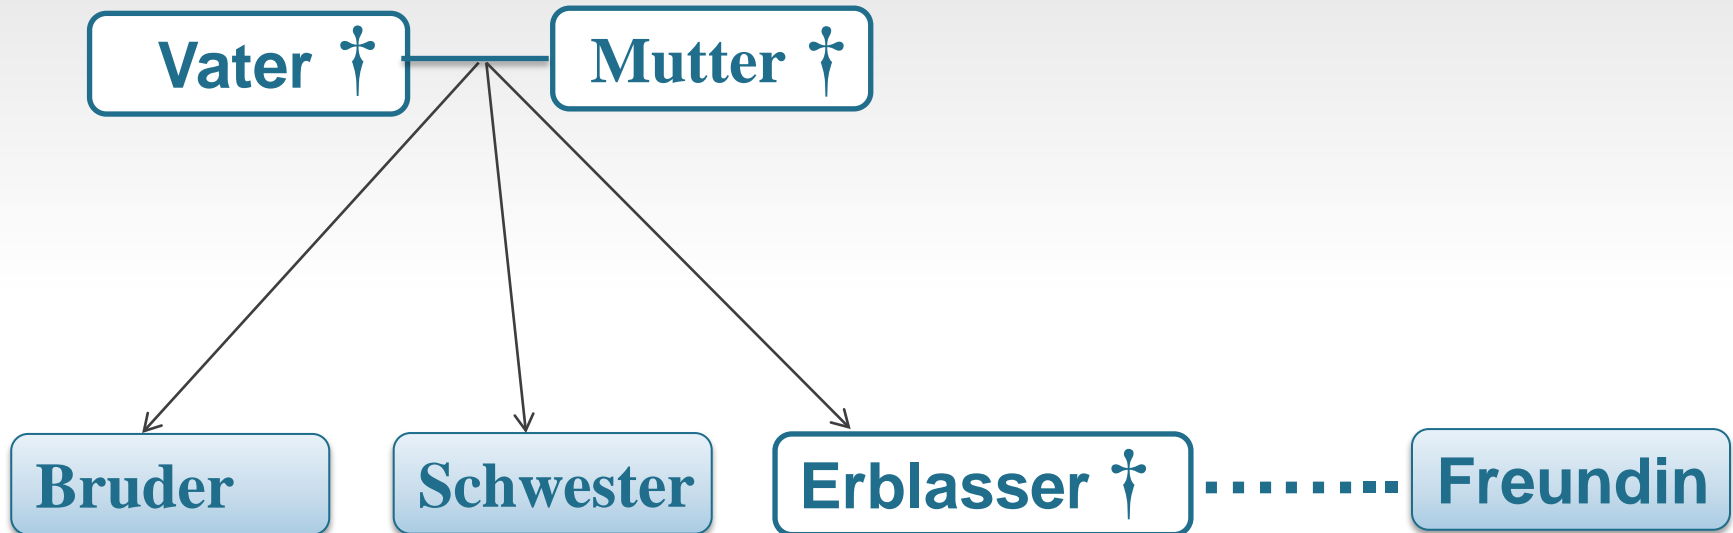 Vater †
Mutter †
Bruder
Schwester
Erblasser †
Freundin